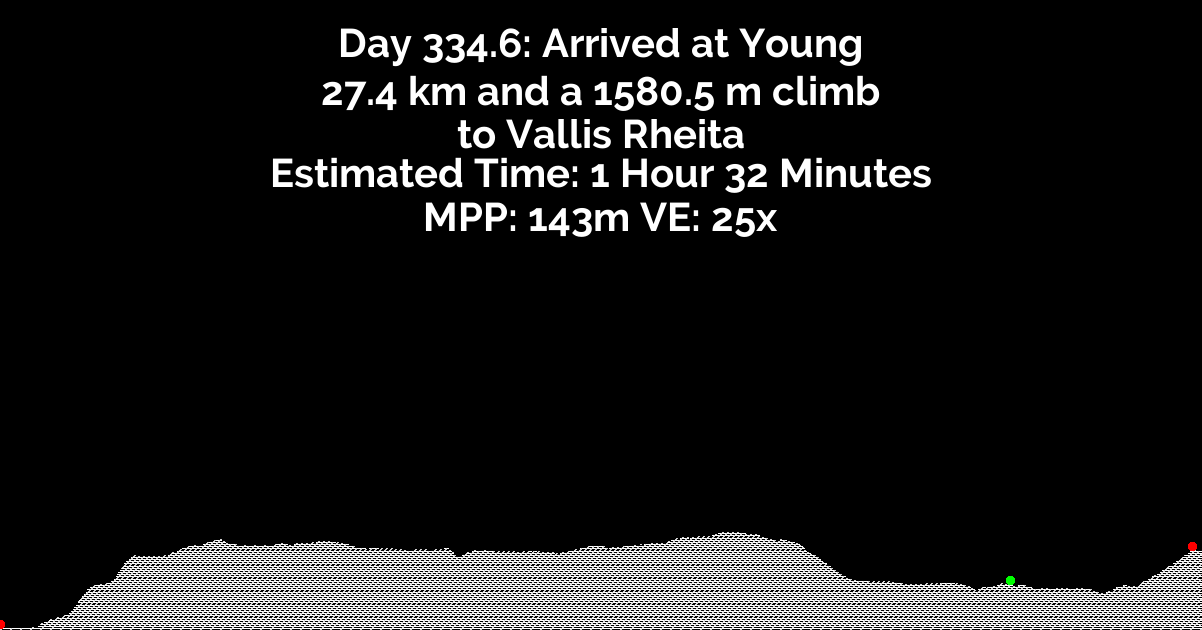 Day 334.6: Arrived at Young
27.4 km and a 1580.5 m climb
to Vallis Rheita
Estimated Time: 1 Hour 32 Minutes
MPP: 143m VE: 25x